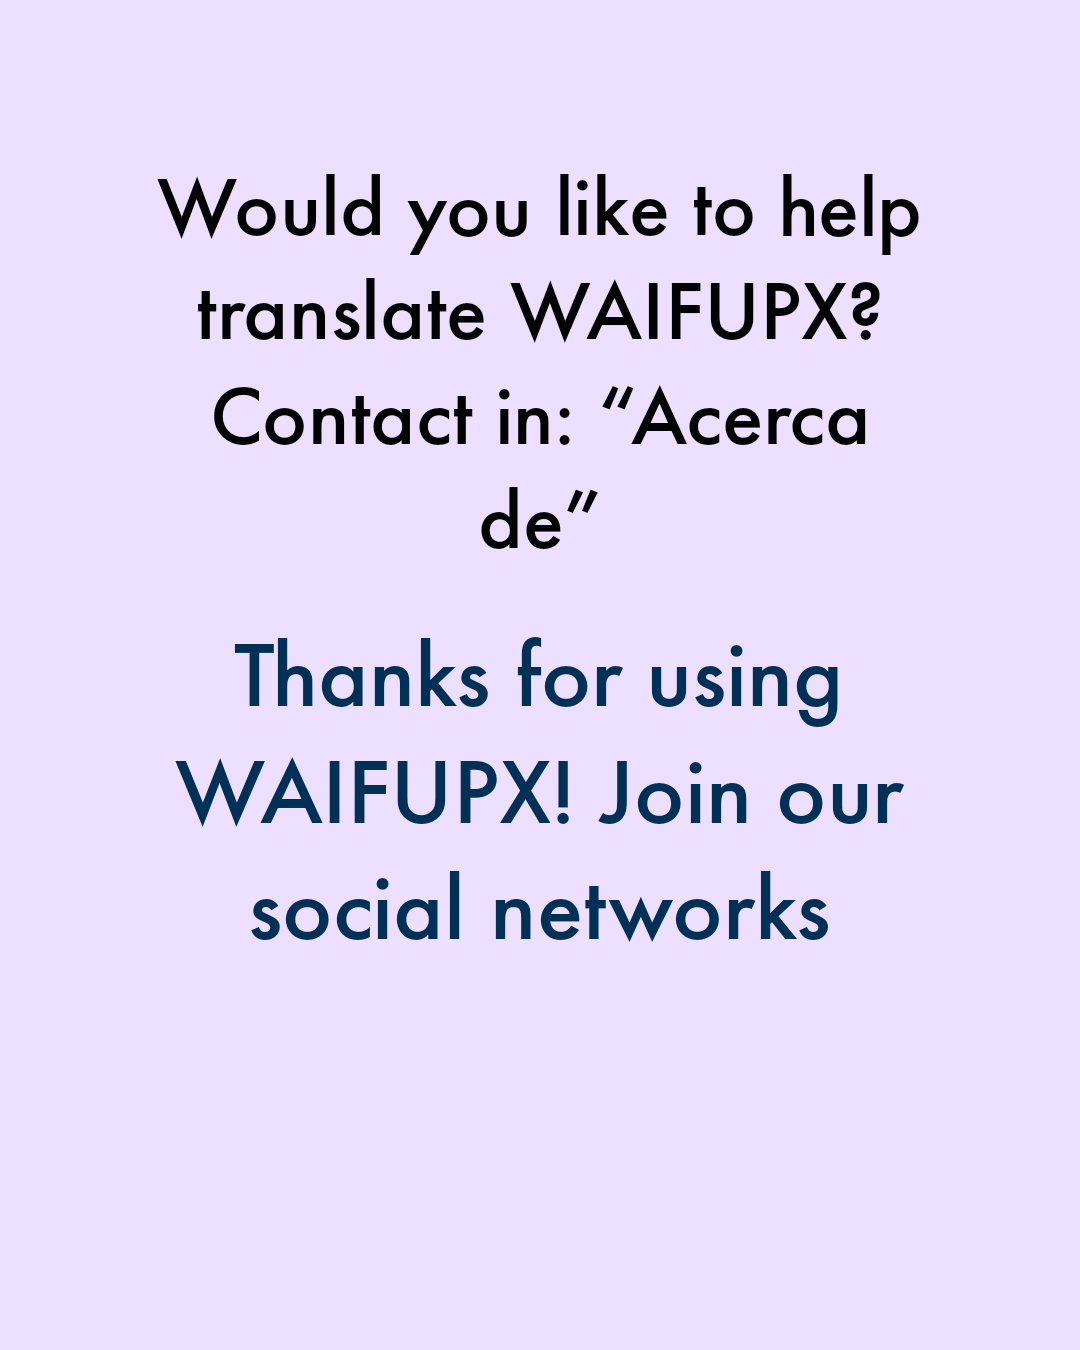 Would you like to help
translate WAIFUPX?
Contact in: “Acerca
de”
Thanks for using
WAIFUPX! Join our
social networks